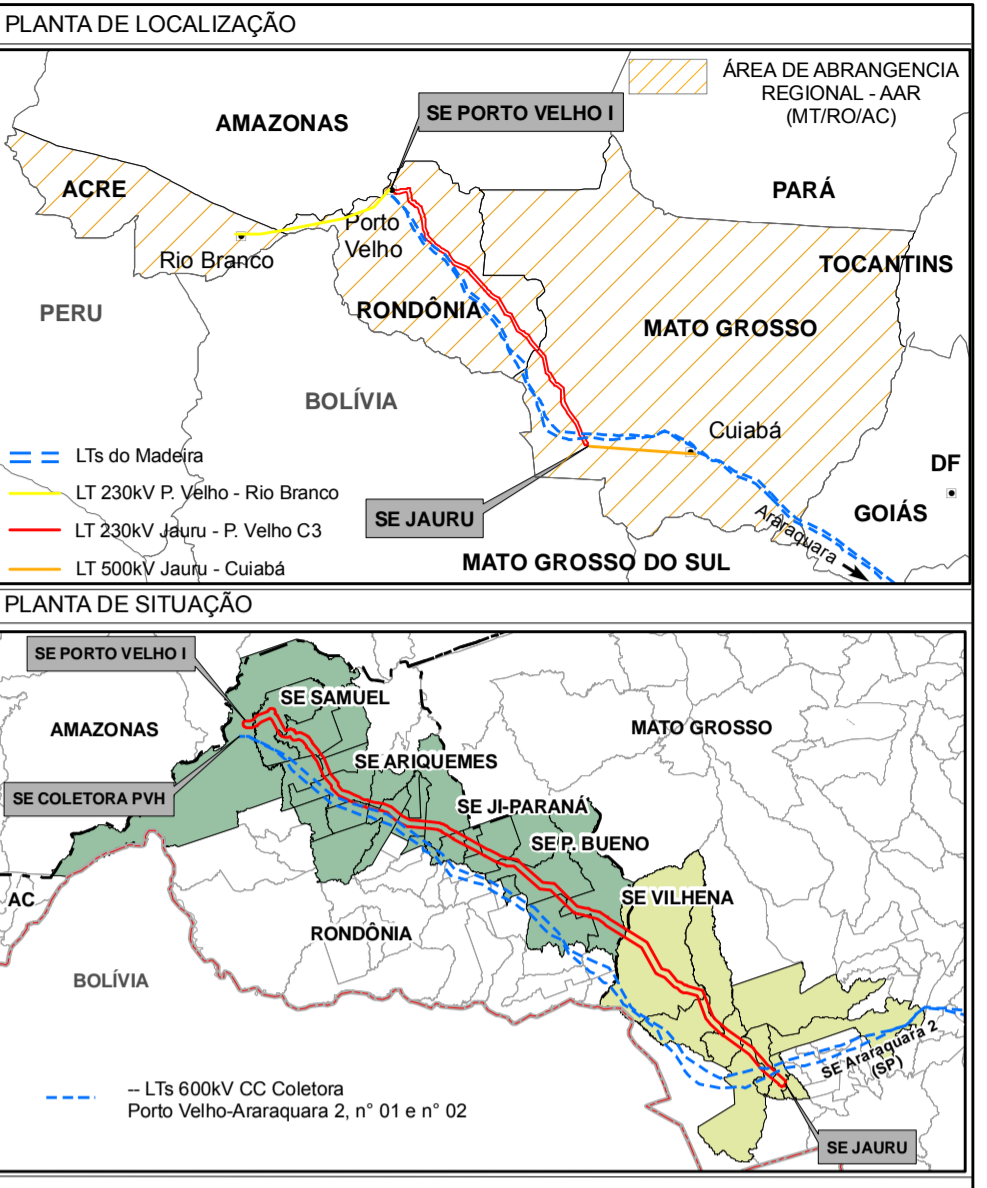 PLANTA DE LOCALIZAÇÃO
ÁREA DE ABRANGENCIA
REGIONAL - AAR
(MT/RO/AC)
SE PORTO VELHO I
AMAZONAS
ACRE
PARÁ
Porto
Velho
Rio Branco
TOCANTINS
PERU
RONDÔNIA
MATO GROSSO
BOLÍVIA
Cuiabá
LTs do Madeira
DF
LT 230kV P. Velho - Rio Branco
GOIÁS
SE JAURU
LT 230kV Jauru - P. Velho C3
Araraquara
MATO GROSSO DO SUL
LT 500kV Jauru - Cuiabá
PLANTA DE SITUAÇÃO
SE PORTO VELHO I
SE SAMUEL
AMAZONAS
MATO GROSSO
SE ARIQUEMES
SE COLETORA PVH
SE JI-PARANÁ
SE P. BUENO
SE VILHENA
AC
RONDÔNIA
BOLÍVIA
SE Araraquara 2
(SP)
-- LTs 600kV CC Coletora
Porto Velho-Araraquara 2, n° 01 e n° 02
SE JAURU